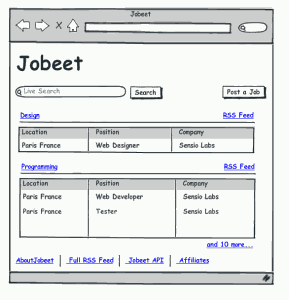 Jobeet
X
Jobeet
Live Search Search Post a Job
Design RSS Feed
Location Position Company
Paris France Web Designer Sensio Labs
Programming RSS Feed
Location Position Company
Paris France Web Developer Sensio Labs
Paris France Tester Sensio Labs
and 10 more...
AboutJobeet Full RSS Feed Jobeet API Affiliates